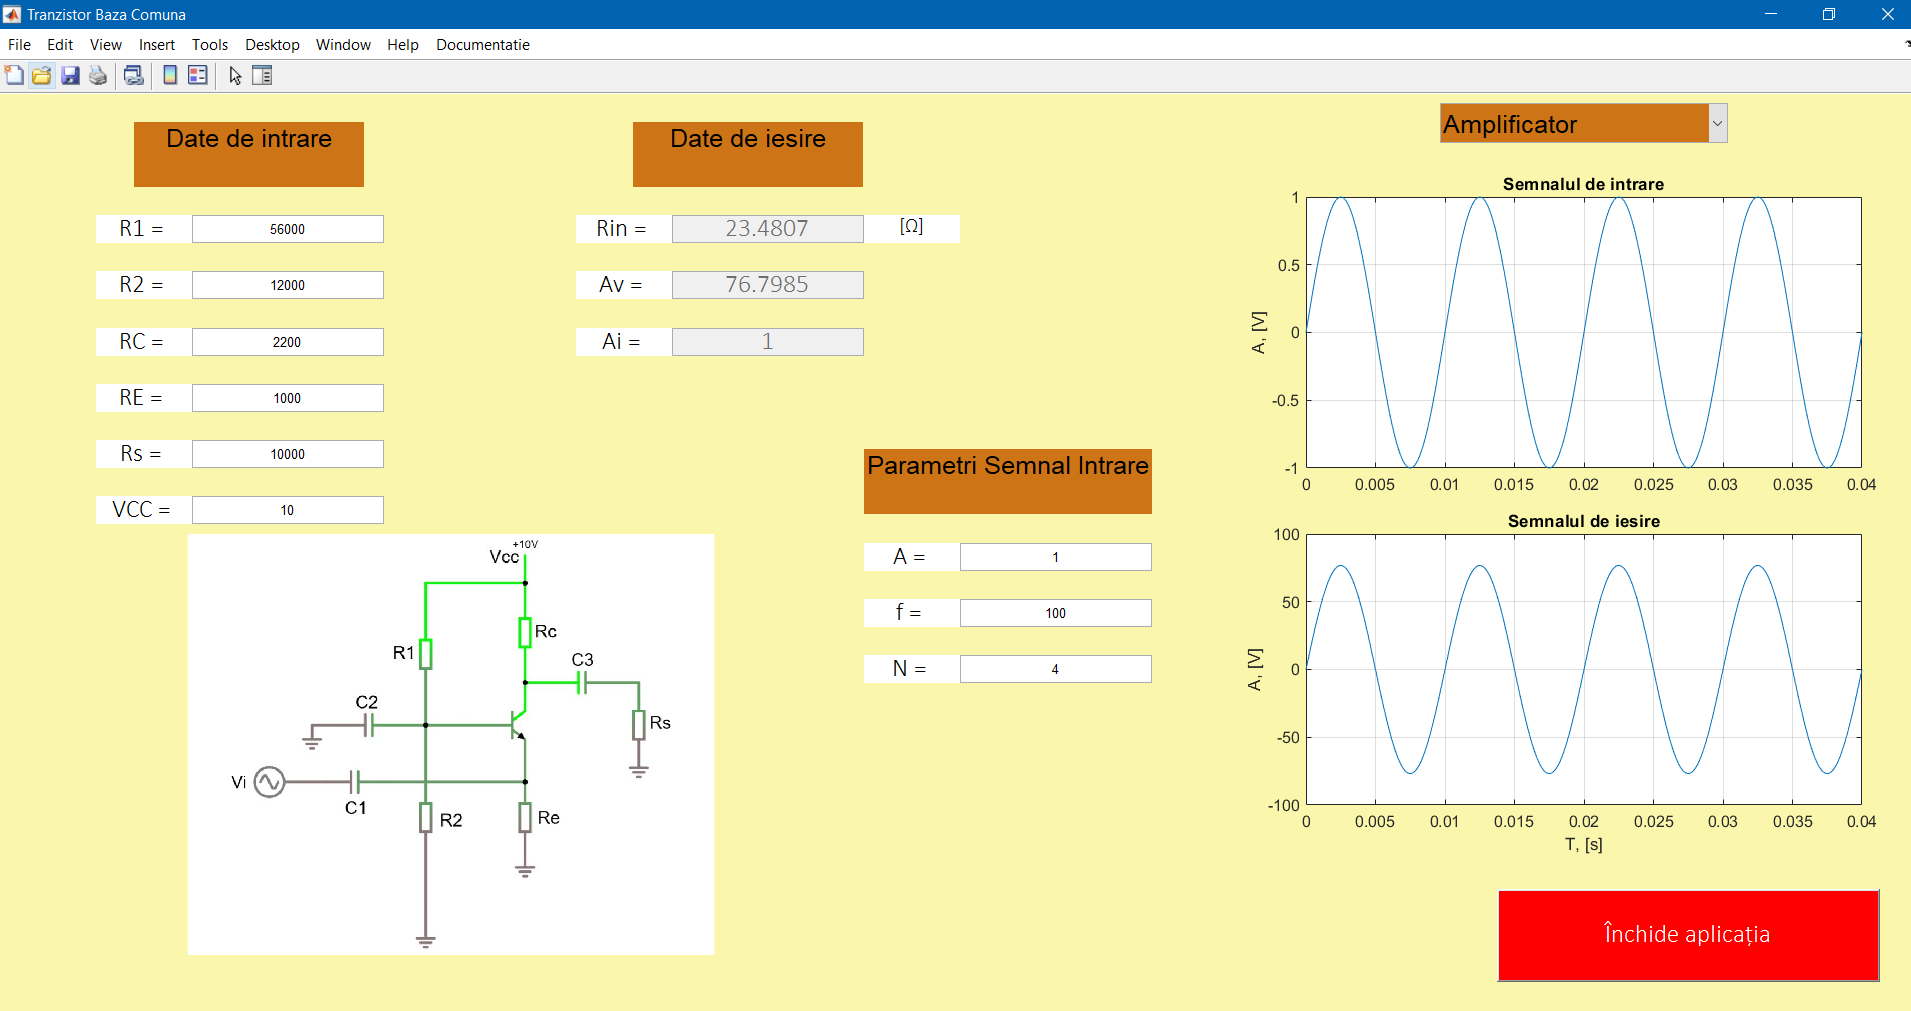 Tranzistor Baza Comuna
File Edit View Insert Tools Desktop Window Help Documentatie
Date de intrare
R1 = 56000
R2 = 12000
RC = 2200
RE = 1000
Rs = 10000
VCC = 10
Date de iesire
Rin = 23.4807 [Ω]
Av = 76.7985
Ai = 1
Parametri Semnal Intrare
A = 1
f = 100
N = 4
+10V
Vcc
Rc
R1
C3
C2
Rs
Vi
C1
R2
Re
Amplificator
Semnalul de intrare
1
0.5
0
-0.5
-1
A, [V]
0 0.005 0.01 0.015 0.02 0.025 0.03 0.035 0.04
Semnalul de iesire
100
50
0
-50
-100
A, [V]
0 0.005 0.01 0.015 0.02 0.025 0.03 0.035 0.04
T, [s]
Închide aplicația